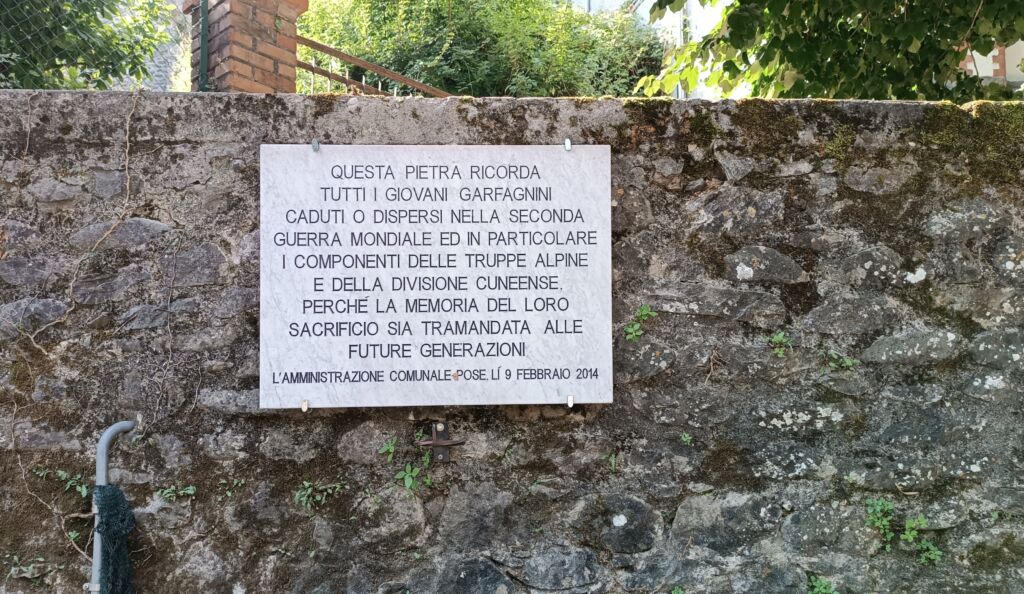 QUESTA PIETRA RICORDA
TUTTI I GIOVANI GARFAGNINI
CADUTI O DISPERSI NELLA SECONDA
GUERRA MONDIALE ED IN PARTICOLARE
I COMPONENTI DELLE TRUPPE ALPINE
E DELLA DIVISIONE CUNEENSE,
PERCHÉ LA MEMORIA DEL LORO
SACRIFICIO SIA TRAMANDATA ALLE
FUTURE GENERAZIONI
L'AMMINISTRAZIONE COMUNALE POSE, LÍ 9 FEBBRAIO 2014